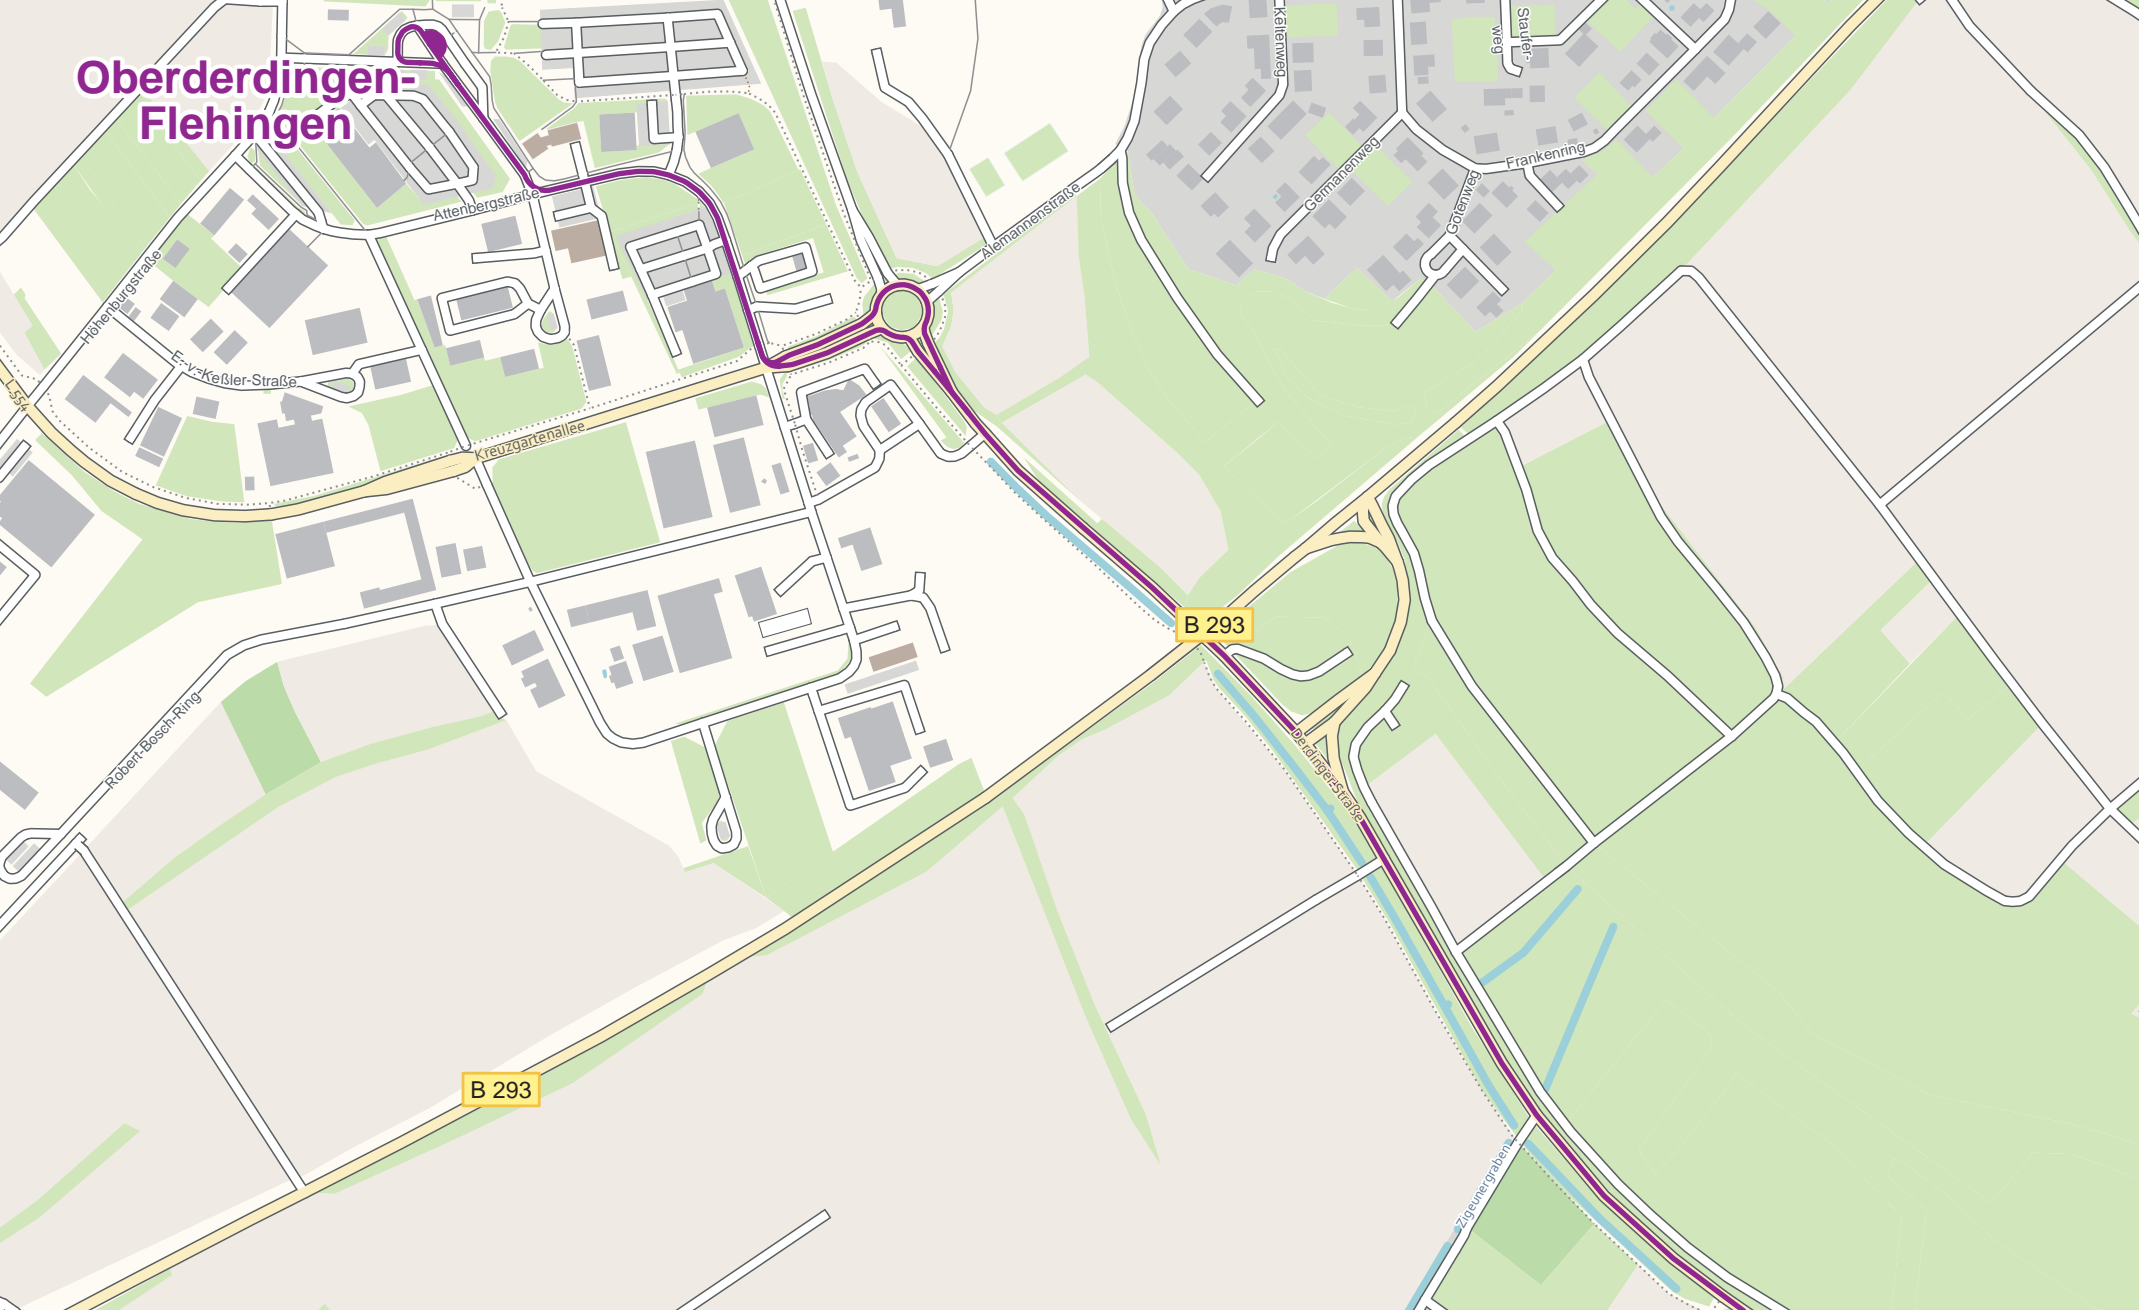 Keltenweg
Staufer-
weg
Oberderdingen-
Flehingen
Germanenweg
Frankenring
Gotenweg
Attenbergstraße
Alemannenstraße
Höhenburgstraße
E.-v.-Keßler-Straße
L 554
Kreuzgartenallee
B 293
Robert-Bosch-Ring
Derdinger Straße
B 293
Zigeunergraben